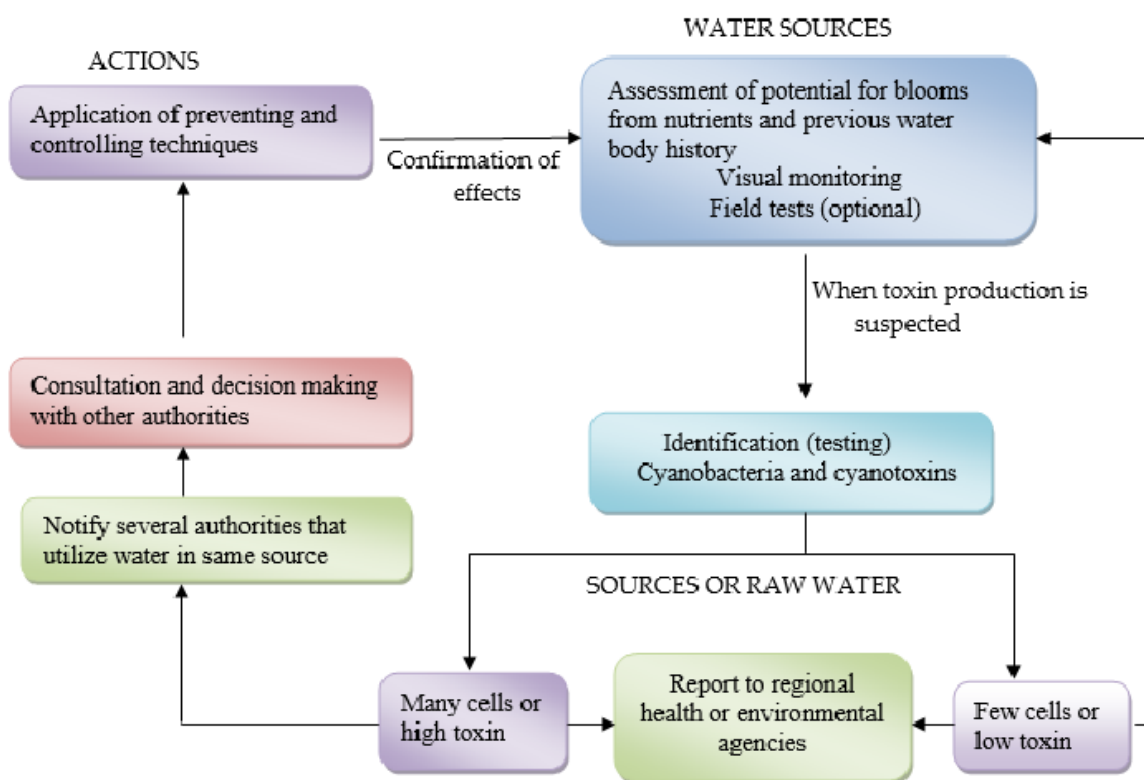 WATER SOURCES
ACTIONS
Application of preventing and
controlling techniques
Confirmation of
effects
Assessment of potential for blooms
from nutrients and previous water
body history
Visual monitoring
Field tests (optional)
When toxin production is
suspected
Consultation and decision making
with other authorities
Identification (testing)
Cyanobacteria and cyanotoxins
Notify several authorities that
utilize water in same source
SOURCES OR RAW WATER
Many cells or
high toxin
Report to regional
health or environmental
agencies
Few cells or
low toxin